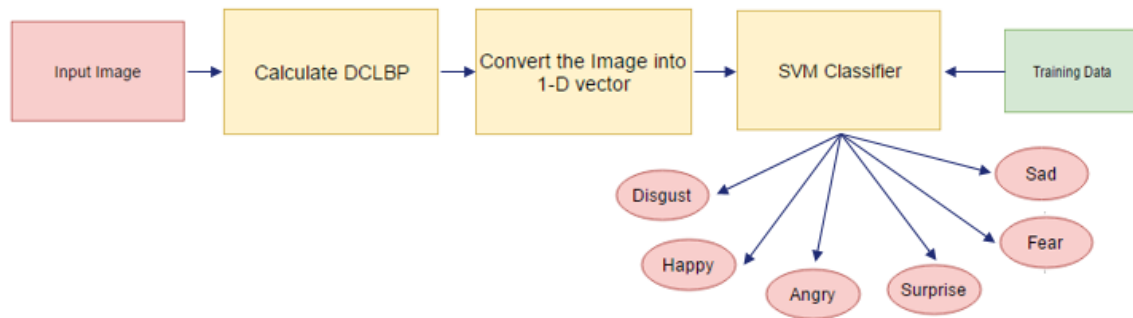 Input Image
Calculate DCLBP
Convert the Image into
1-D vector
SVM Classifier
Training Data
Disgust
Happy
Angry
Surprise
Fear
Sad